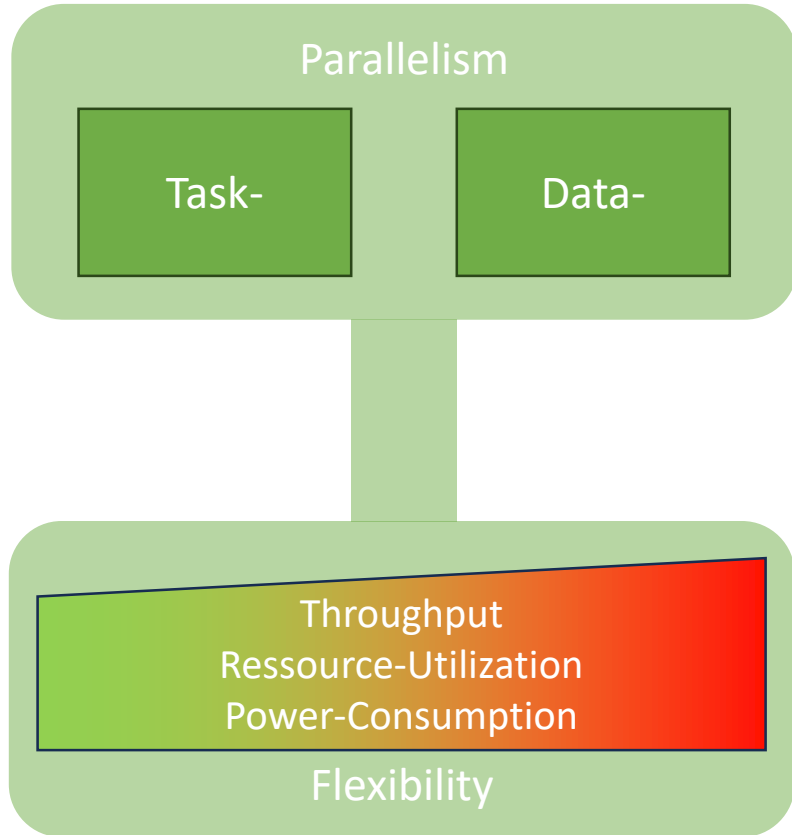 Parallelism
Task-
Data-
Throughput
Ressource-Utilization
Power-Consumption
Flexibility